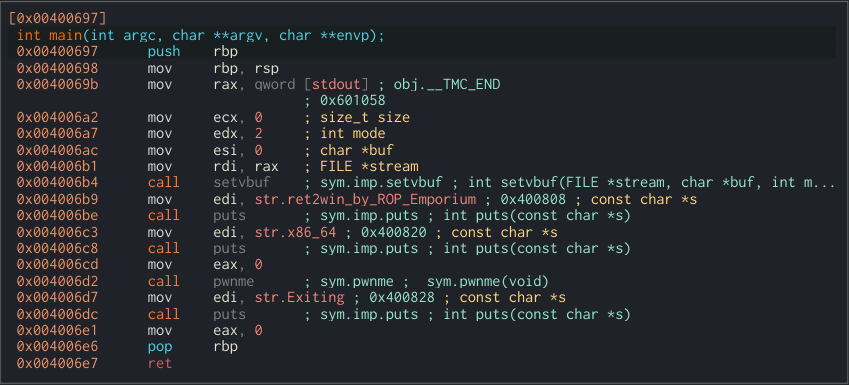 [0x00400697]
int main(int argc, char **argv, char **envp);
0x00400697 push rbp
0x00400698 mov rbp, rsp
0x0040069b mov rax, qword [stdout] ; obj.__TMC_END
; 0x601058
0x004006a2 mov ecx, 0 ; size_t size
0x004006a7 mov edx, 2 ; int mode
0x004006ac mov esi, 0 ; char *buf
0x004006b1 mov rdi, rax ; FILE *stream
0x004006b4 call setvbuf ; sym.imp.setvbuf ; int setvbuf(FILE *stream, char *buf, int m...
0x004006b9 mov edi, str.ret2win_by_ROP_Emporium ; 0x400808 ; const char *s
0x004006be call puts ; sym.imp.puts ; int puts(const char *s)
0x004006c3 mov edi, str.x86_64 ; 0x400820 ; const char *s
0x004006c8 call puts ; sym.imp.puts ; int puts(const char *s)
0x004006cd mov eax, 0
0x004006d2 call pwnme ; sym.pwnme ; sym.pwnme(void)
0x004006d7 mov edi, str.Exiting ; 0x400828 ; const char *s
0x004006dc call puts ; sym.imp.puts ; int puts(const char *s)
0x004006e1 mov eax, 0
0x004006e6 pop rbp
0x004006e7 ret